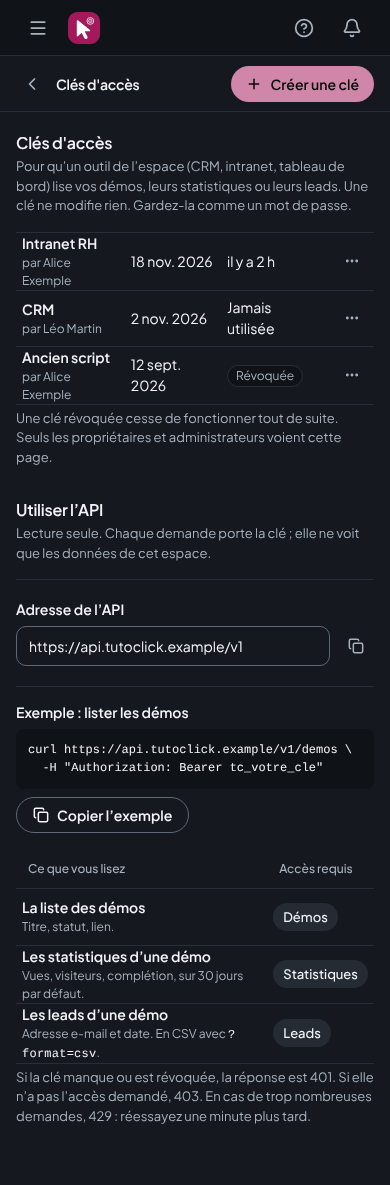 Clés d'accès
Créer une clé
Clés d'accès
Pour qu’un outil de l’espace (CRM, intranet, tableau de
bord) lise vos démos, leurs statistiques ou leurs leads. Une
clé ne modifie rien. Gardez-la comme un mot de passe.
Intranet RH
par Alice
Exemple
18 nov. 2026
il y a 2 h
CRM
par Léo Martin
2 nov. 2026
Jamais
utilisée
Ancien script
par Alice
Exemple
12 sept.
2026
Révoquée
Une clé révoquée cesse de fonctionner tout de suite.
Seuls les propriétaires et administrateurs voient cette
page.
Utiliser l’API
Lecture seule. Chaque demande porte la clé ; elle ne voit
que les données de cet espace.
Adresse de l’API
https://api.tutoclick.example/v1
Exemple : lister les démos
curl https://api.tutoclick.example/v1/demos \
-H "Authorization: Bearer tc_votre_cle"
Copier l’exemple
Ce que vous lisez
Accès requis
La liste des démos
Titre, statut, lien.
Démos
Les statistiques d’une démo
Vues, visiteurs, complétion, sur 30 jours
par défaut.
Statistiques
Les leads d’une démo
Adresse e-mail et date. En CSV avec ?
format=csv.
Leads
Si la clé manque ou est révoquée, la réponse est 401. Si elle
n’a pas l’accès demandé, 403. En cas de trop nombreuses
demandes, 429 : réessayez une minute plus tard.